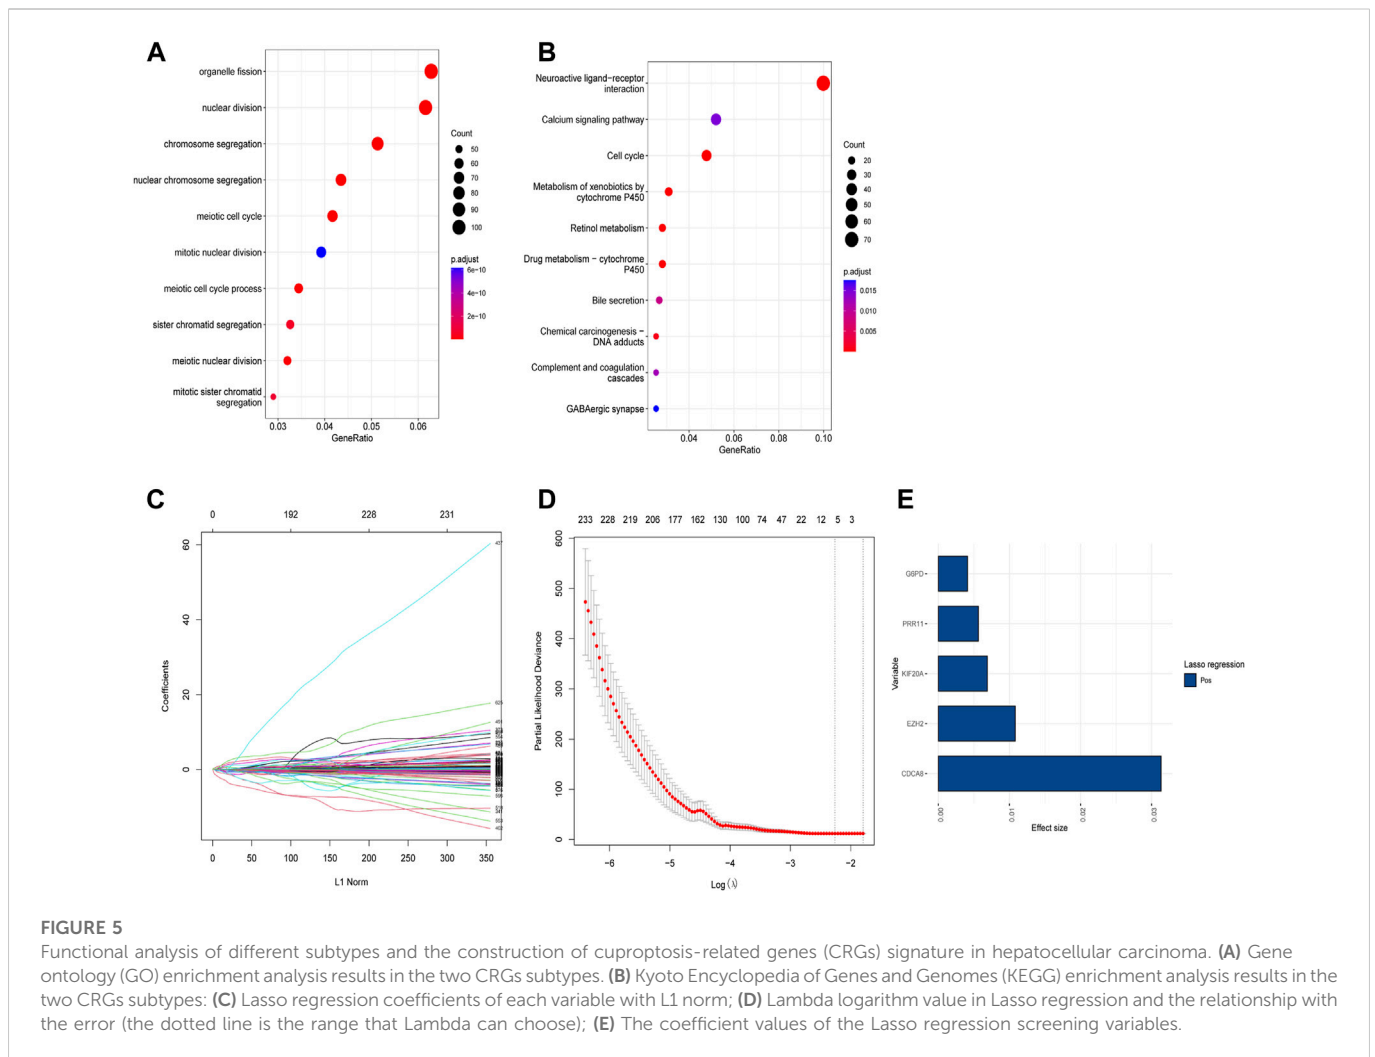 A
organelle fission
nuclear division
chromosome segregation
nuclear chromosome segregation
meiotic cell cycle
mitotic nuclear division
meiotic cell cycle process
sister chromatid segregation
meiotic nuclear division
mitotic sister chromatid
segregation
0.03 0.04 0.05 0.06
GeneRatio
Count
50
60
70
80
90
100
p.adjust
6e−10
4e−10
2e−10
B
Neuroactive ligand−receptor
interaction
Calcium signaling pathway
Cell cycle
Metabolism of xenobiotics by
cytochrome P450
Retinol metabolism
Drug metabolism − cytochrome
P450
Bile secretion
Chemical carcinogenesis −
DNA adducts
Complement and coagulation
cascades
GABAergic synapse
0.04 0.06 0.08 0.10
GeneRatio
Count
20
30
40
50
60
70
p.adjust
0.015
0.010
0.005
C
0 192 228 231
60
40
20
0
Coefficients
0 50 100 150 200 250 300 350
L1 Norm
D
233 228 219 206 177 162 130 100 74 47 22 12 5 3
600
500
400
300
200
100
0
Partial Likelihood Deviance
−6 −5 −4 −3 −2
Log (λ)
E
G6PD
PRR11
KIF20A
EZH2
CDCA8
Variable
0.00 0.01 0.02 0.03
Effect size
Lasso regression
Pos
FIGURE 5
Functional analysis of different subtypes and the construction of cuproptosis-related genes (CRGs) signature in hepatocellular carcinoma. (A) Gene
ontology (GO) enrichment analysis results in the two CRGs subtypes. (B) Kyoto Encyclopedia of Genes and Genomes (KEGG) enrichment analysis results in the
two CRGs subtypes: (C) Lasso regression coefficients of each variable with L1 norm; (D) Lambda logarithm value in Lasso regression and the relationship with
the error (the dotted line is the range that Lambda can choose); (E) The coefficient values of the Lasso regression screening variables.